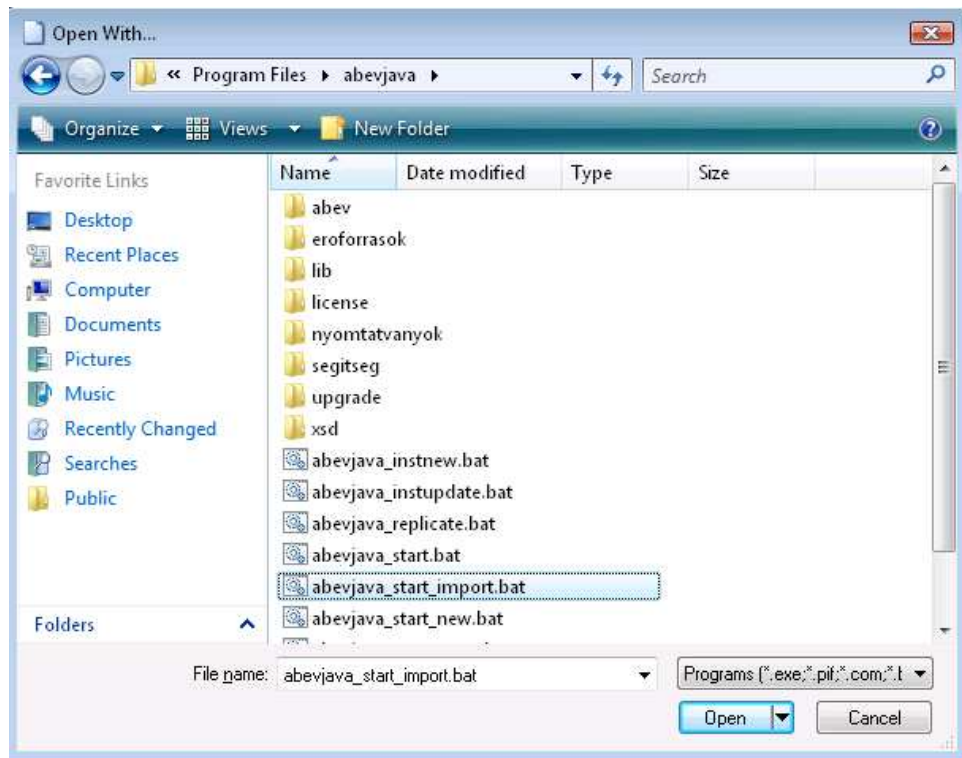 Open With...
« Program Files ▸ abevjava ▸ Search
Organize Views New Folder
Favorite Links
Desktop
Recent Places
Computer
Documents
Pictures
Music
Recently Changed
Searches
Public
Folders
Name Date modified Type Size
abev
eroforrasok
lib
license
nyomtatvanyok
segitseg
upgrade
xsd
abevjava_instnew.bat
abevjava_instupdate.bat
abevjava_replicate.bat
abevjava_start.bat
abevjava_start_import.bat
abevjava_start_new.bat
File name: abevjava_start_import.bat Programs (*.exe;*.pif;*.com;*.t
Open Cancel